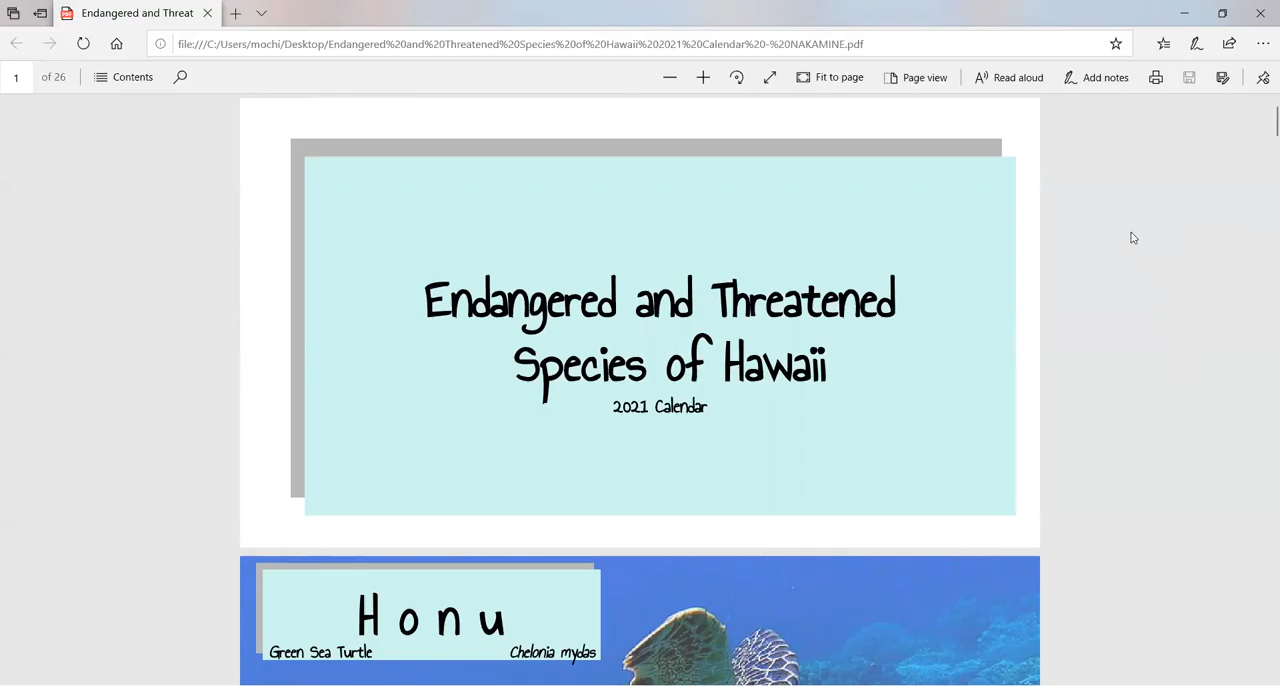 Endangered and Threat
file:///C:/Users/mochi/Desktop/Endangered%20and%20Threatened%20Species%20of%20Hawaii%202021%20Calendar%20-%20NAKAMINE.pdf
1 of 26 Contents Fit to page Page view Read aloud Add notes
Endangered and Threatened
Species of Hawaii
2021 Calendar
Honu
Green Sea Turtle Chelonia mydas